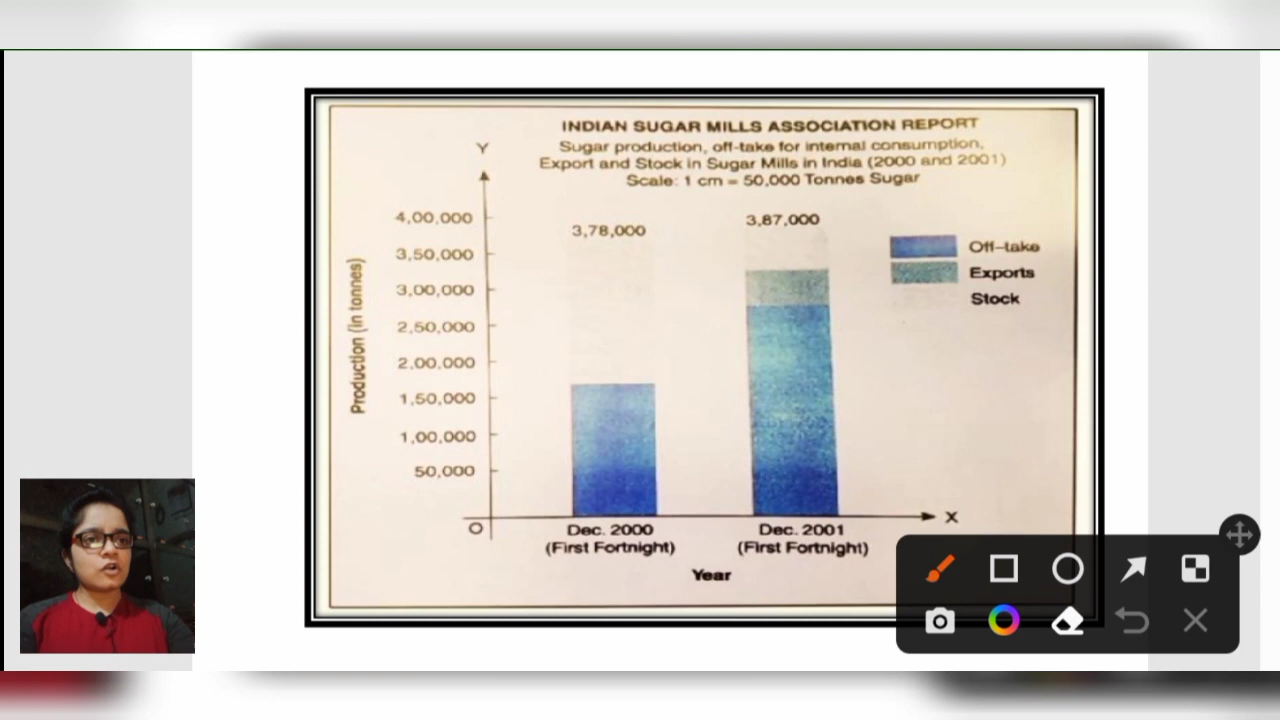 INDIAN SUGAR MILLS ASSOCIATION REPORT
Sugar production, off-take for internal consumption,
Export and Stock in Sugar Mills in India (2000 and 2001)
Scale: 1 cm = 50,000 Tonnes Sugar
Y
4,00,000
3,50,000
3,00,000
2,50,000
2,00,000
1,50,000
1,00,000
50,000
Production (in tonnes)
3,78,000
3,87,000
Off-take
Exports
Stock
O
X
Dec. 2000
(First Fortnight)
Dec. 2001
(First Fortnight)
Year